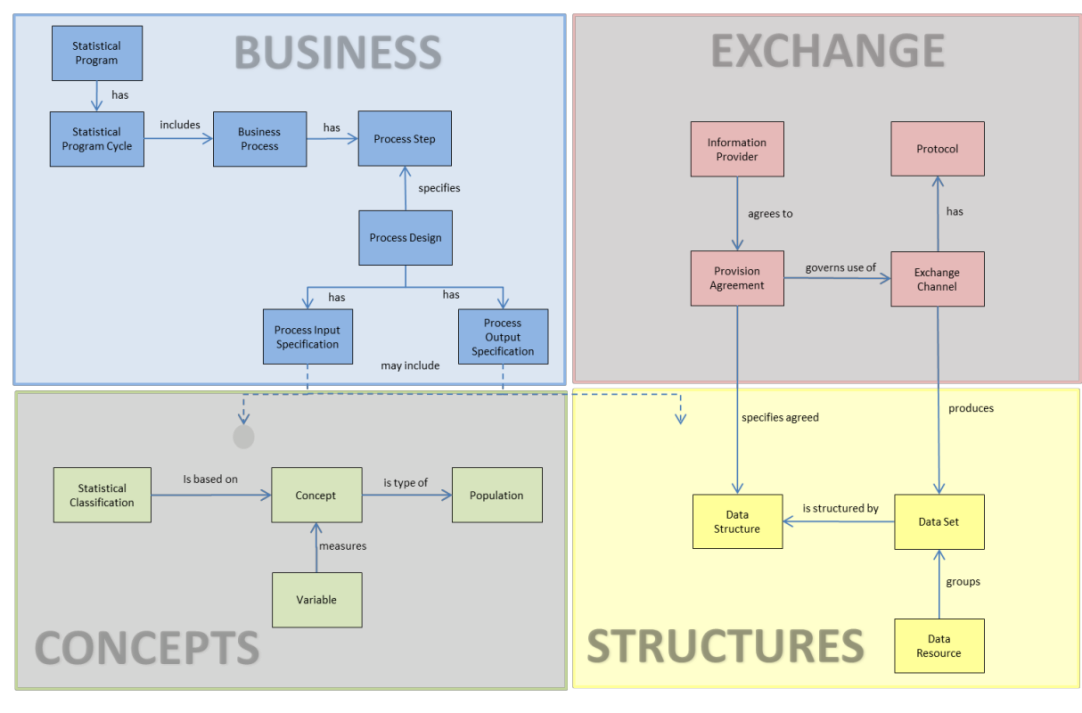 BUSINESS
Statistical
Program
has
Statistical
Program Cycle
includes
Business
Process
has
Process Step
specifies
Process Design
has
has
Process Input
Specification
Process
Output
Specification
may include
EXCHANGE
Information
Provider
Protocol
agrees to
has
Provision
Agreement
governs use of
Exchange
Channel
specifies agreed
produces
Statistical
Classification
Is based on
Concept
is type of
Population
measures
Variable
CONCEPTS
Data
Structure
is structured by
Data Set
groups
Data
Resource
STRUCTURES